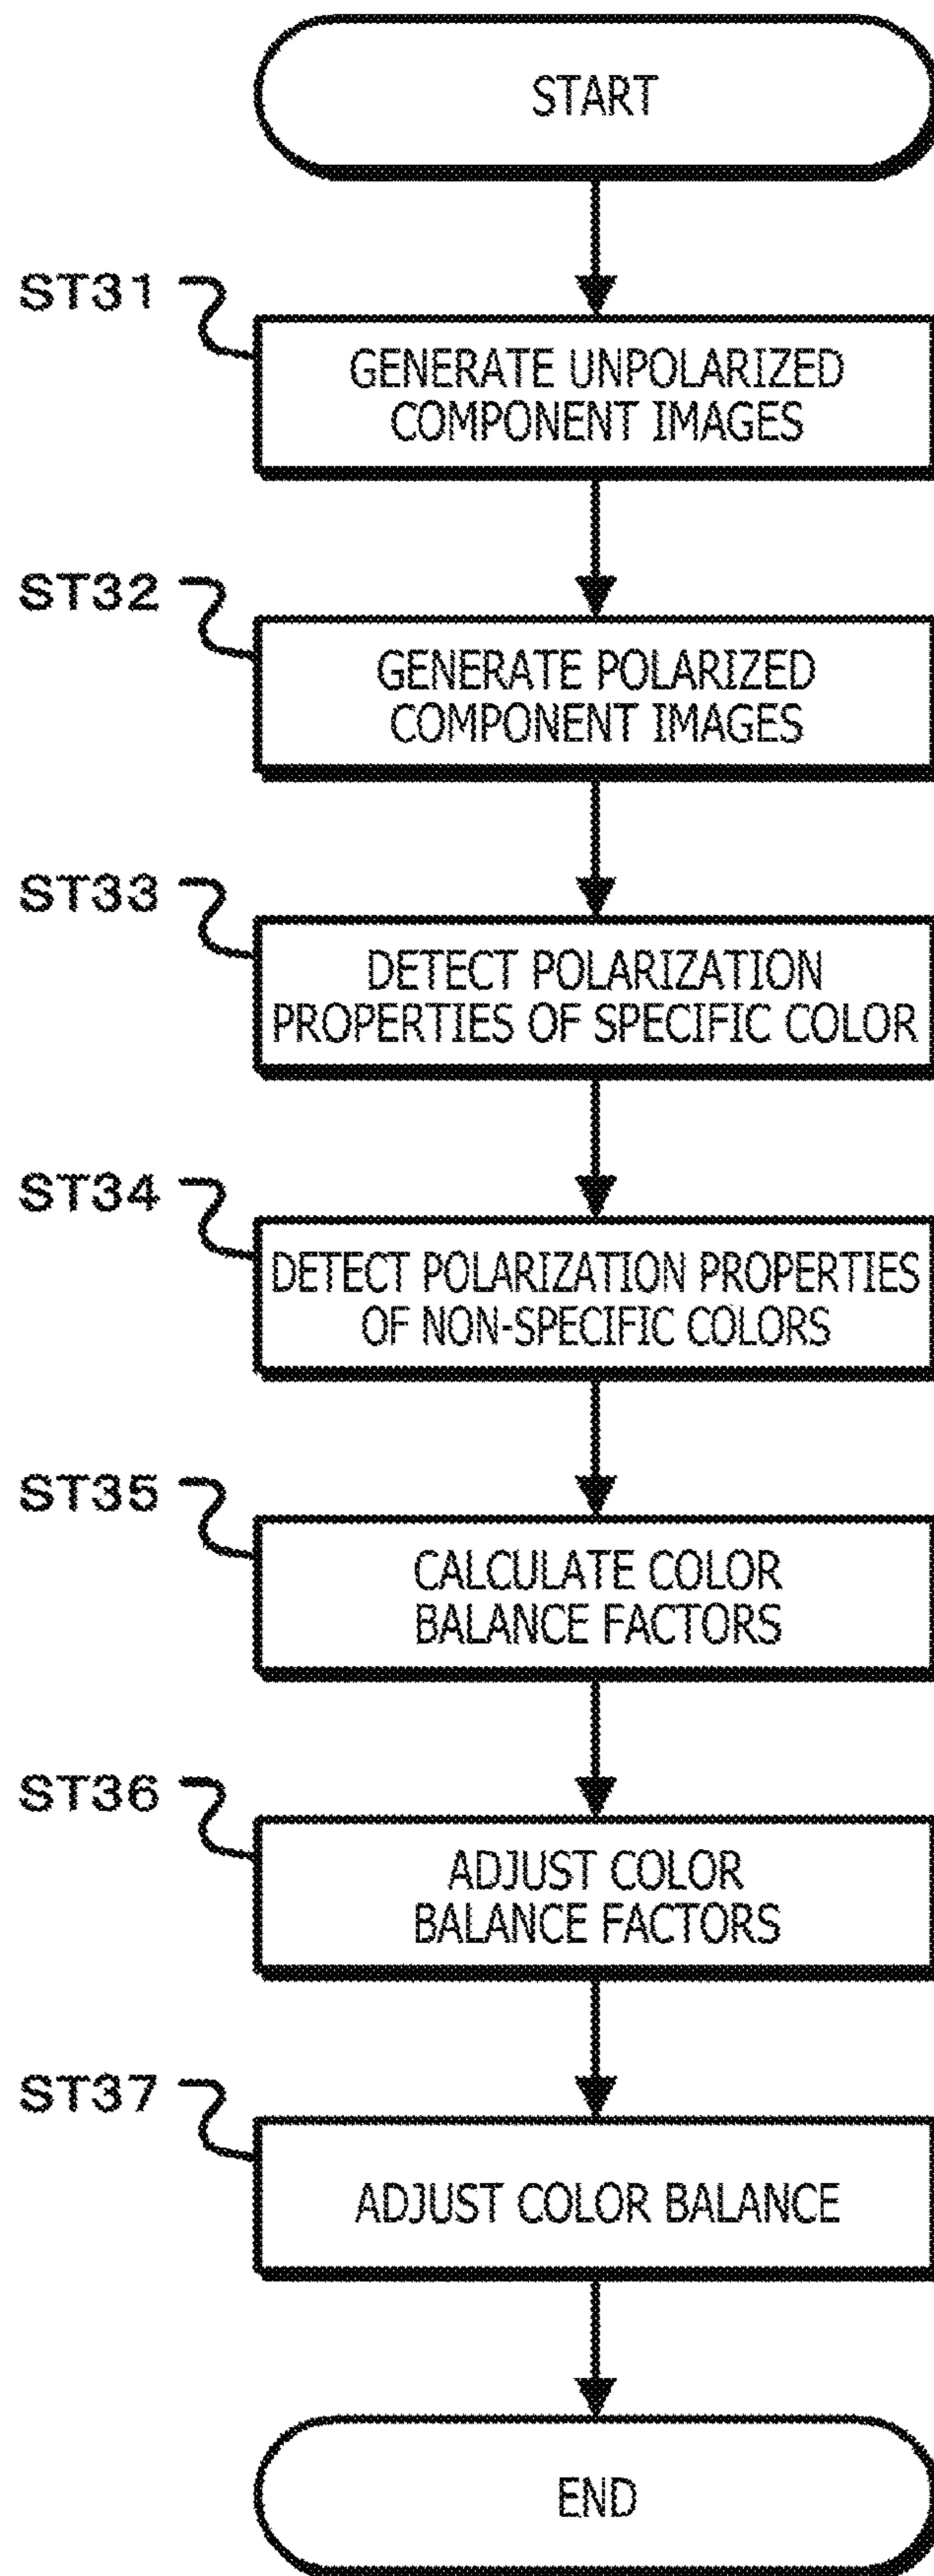 START
ST31
GENERATE UNPOLARIZED
COMPONENT IMAGES
ST32
GENERATE POLARIZED
COMPONENT IMAGES
ST33
DETECT POLARIZATION
PROPERTIES OF SPECIFIC COLOR
ST34
DETECT POLARIZATION PROPERTIES
OF NON-SPECIFIC COLORS
ST35
CALCULATE COLOR
BALANCE FACTORS
ST36
ADJUST COLOR
BALANCE FACTORS
ST37
ADJUST COLOR BALANCE
END